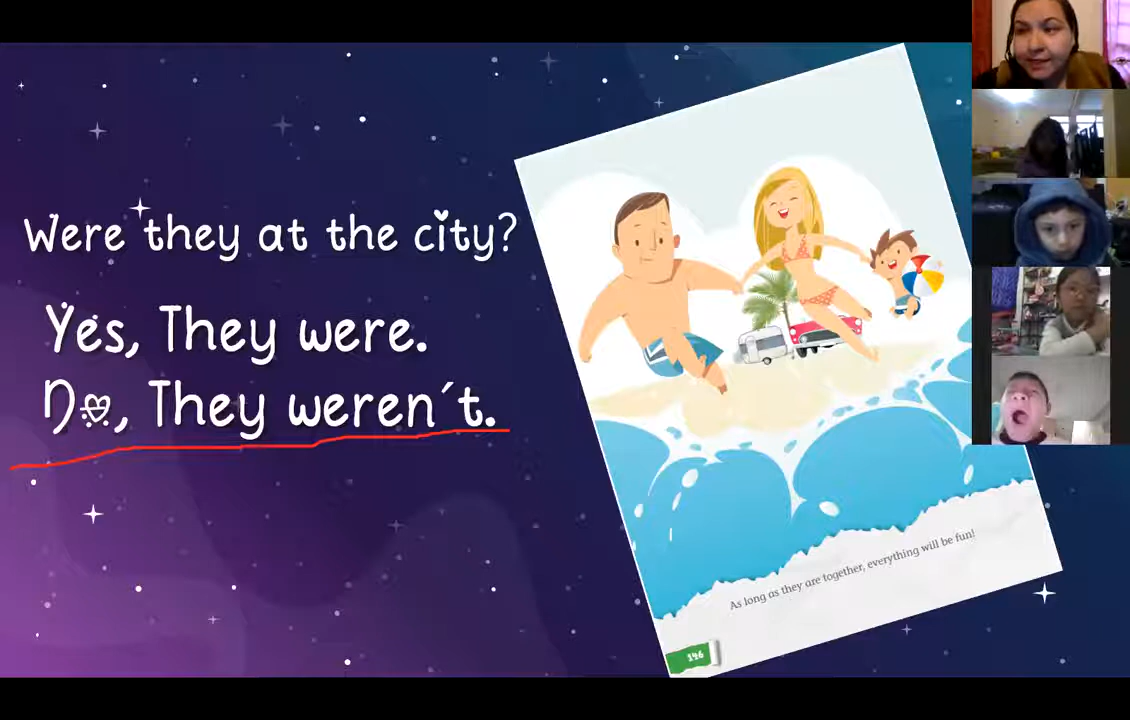 Were they at the city?
Yes, They were.
No, They weren´t.
As long as they are together, everything will be fun!
146